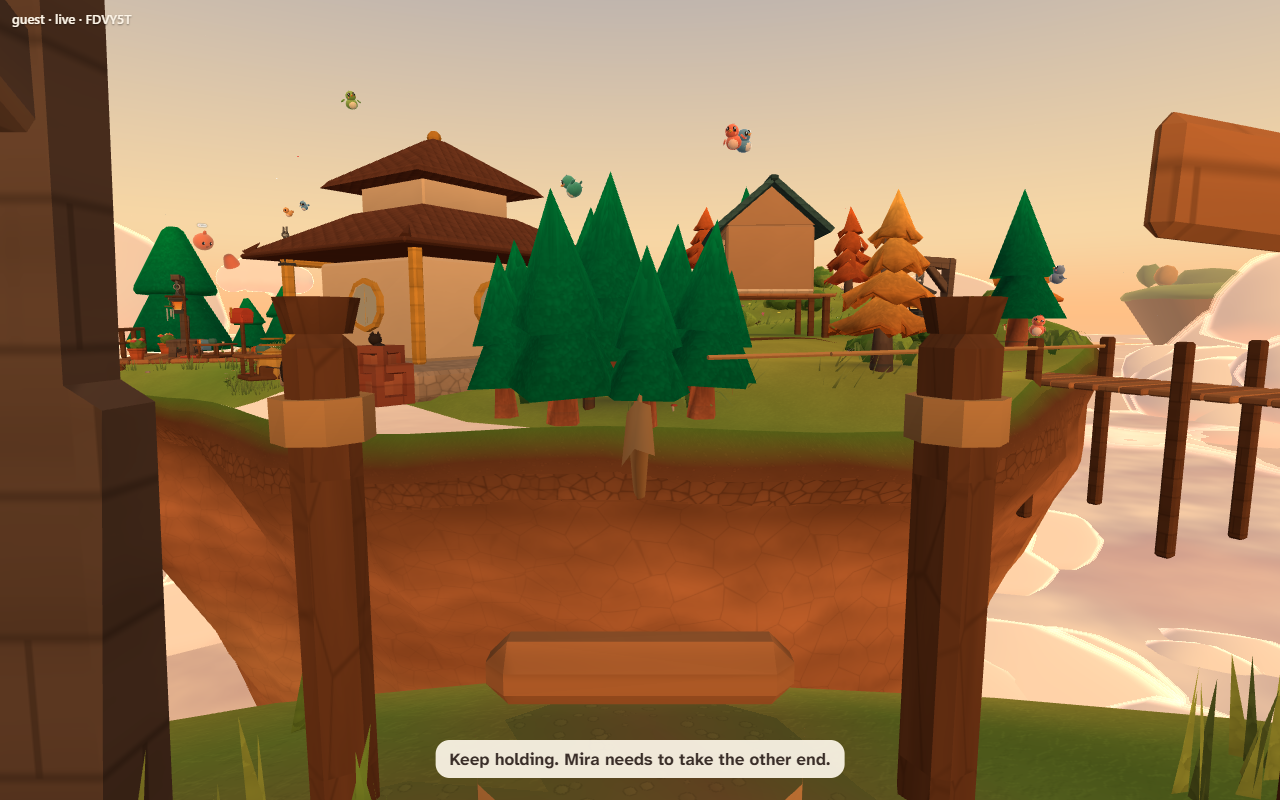 guest · live · FDVY5T
Keep holding. Mira needs to take the other end.